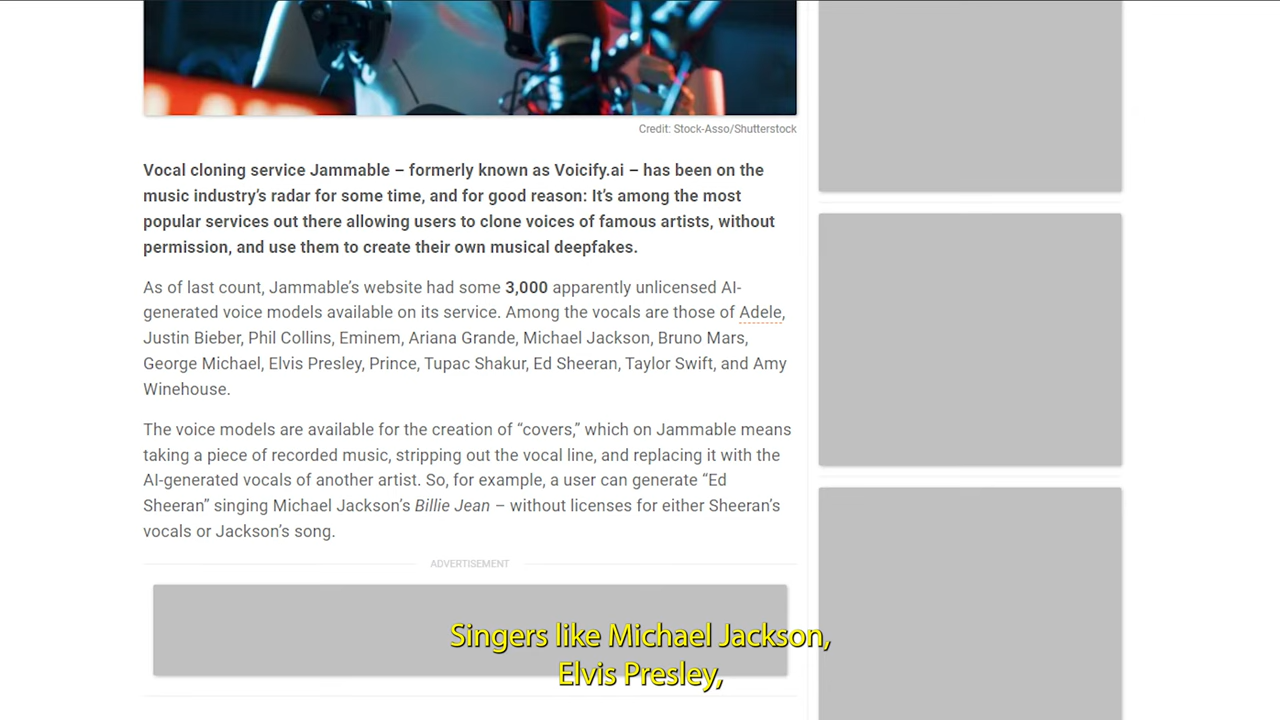 Credit: Stock-Asso/Shutterstock
Vocal cloning service Jammable – formerly known as Voicify.ai – has been on the
music industry’s radar for some time, and for good reason: It’s among the most
popular services out there allowing users to clone voices of famous artists, without
permission, and use them to create their own musical deepfakes.
As of last count, Jammable’s website had some 3,000 apparently unlicensed AI-
generated voice models available on its service. Among the vocals are those of Adele,
Justin Bieber, Phil Collins, Eminem, Ariana Grande, Michael Jackson, Bruno Mars,
George Michael, Elvis Presley, Prince, Tupac Shakur, Ed Sheeran, Taylor Swift, and Amy
Winehouse.
The voice models are available for the creation of “covers,” which on Jammable means
taking a piece of recorded music, stripping out the vocal line, and replacing it with the
AI-generated vocals of another artist. So, for example, a user can generate “Ed
Sheeran” singing Michael Jackson’s Billie Jean – without licenses for either Sheeran’s
vocals or Jackson’s song.
ADVERTISEMENT
Singers like Michael Jackson,
Elvis Presley,